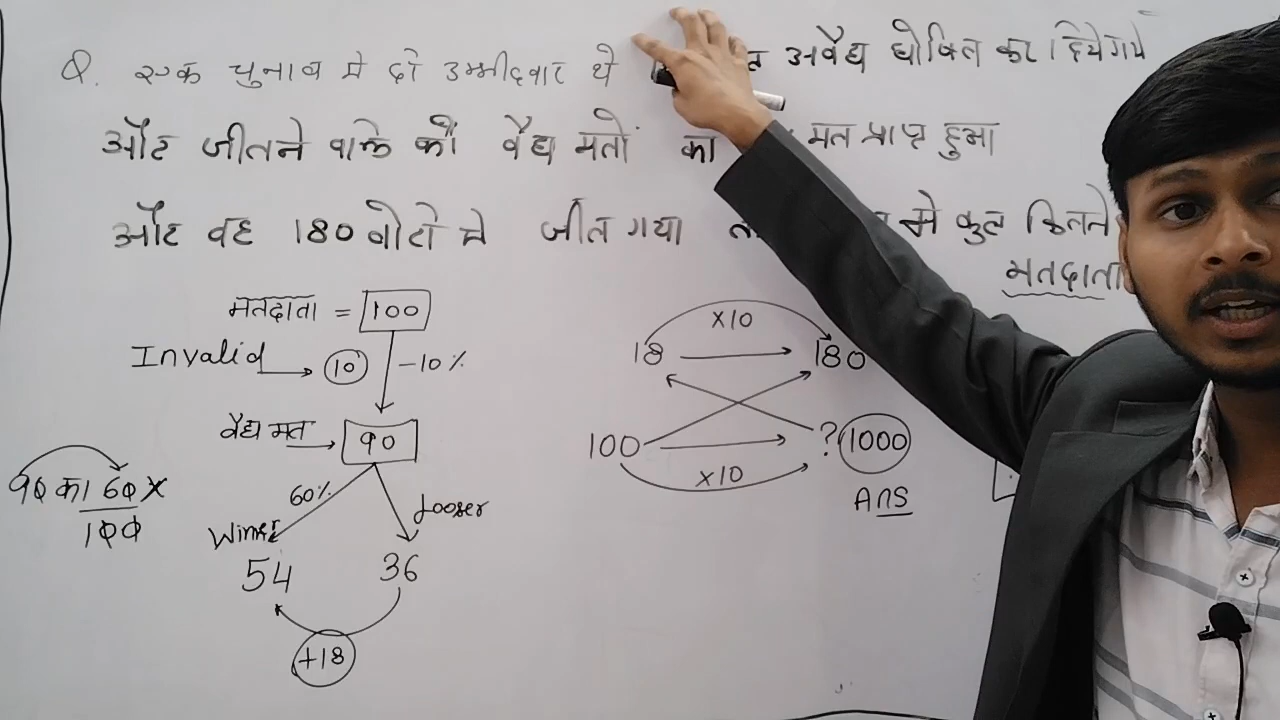 Q. एक चुनाव मे दो उम्मीदवार थे त अवैध घोषित कर दिये गये
और जीतने वाले को वैध मतों का मत प्राप्त हुआ
और वह 180 वोटो से जीत गया मे कुल कितने
मतदाता
मतदाता = 100
Invalid → 10 -10%
वैध मत → 90
90 का 60%
100
60%
Winner Looser
54 36
+18
×10
18 → 180
100 → ? 1000
×10
Ans